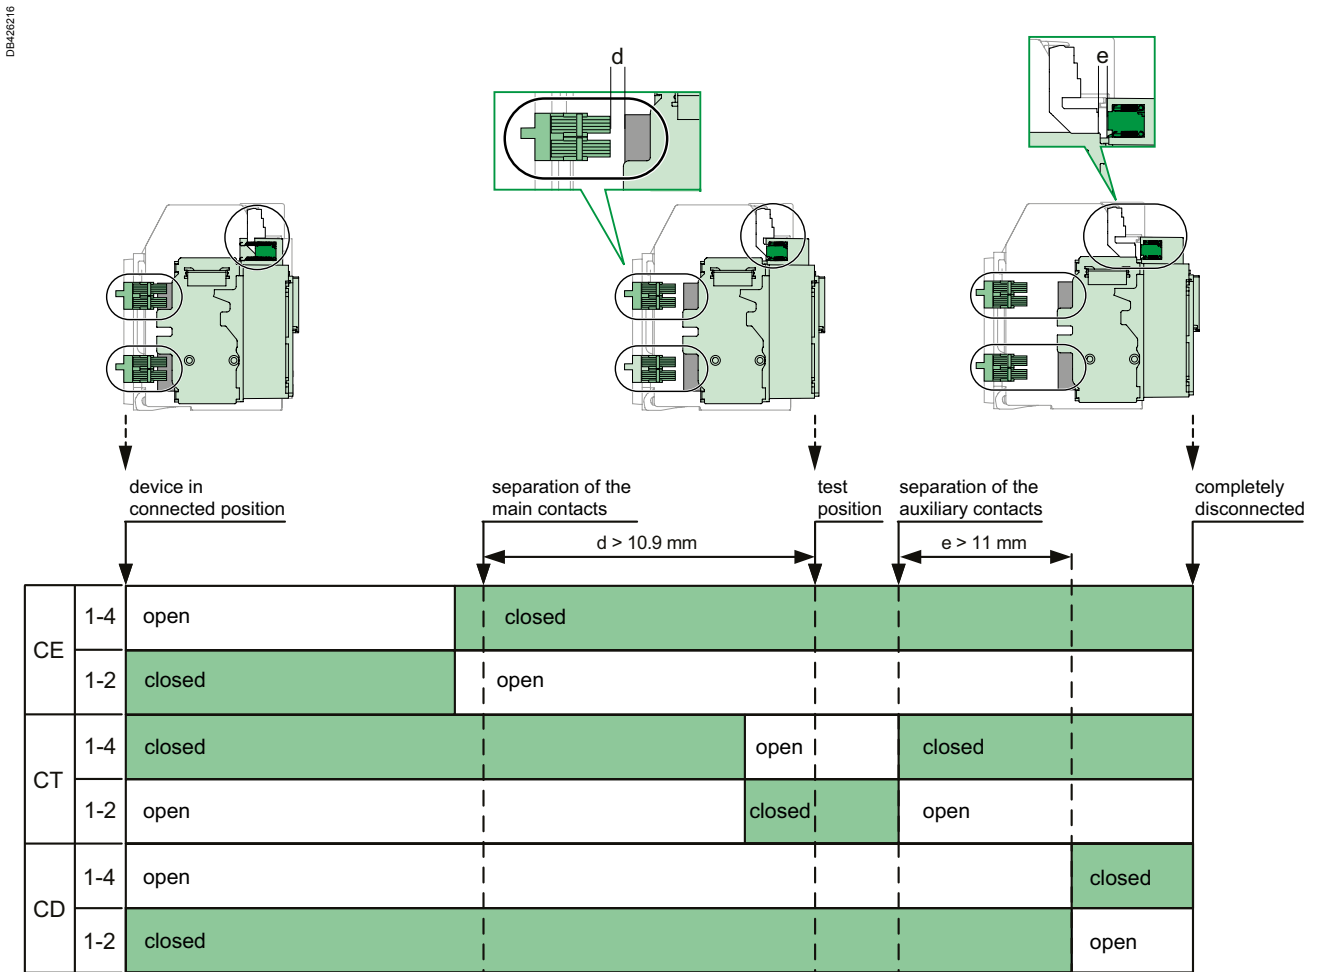 DB426216
d
e
device in
connected position
separation of the
main contacts
test
position
separation of the
auxiliary contacts
completely
disconnected
d > 10.9 mm
e > 11 mm
CE
1-4
open
closed
1-2
closed
open
CT
1-4
closed
open
closed
1-2
open
closed
open
CD
1-4
open
closed
1-2
closed
open